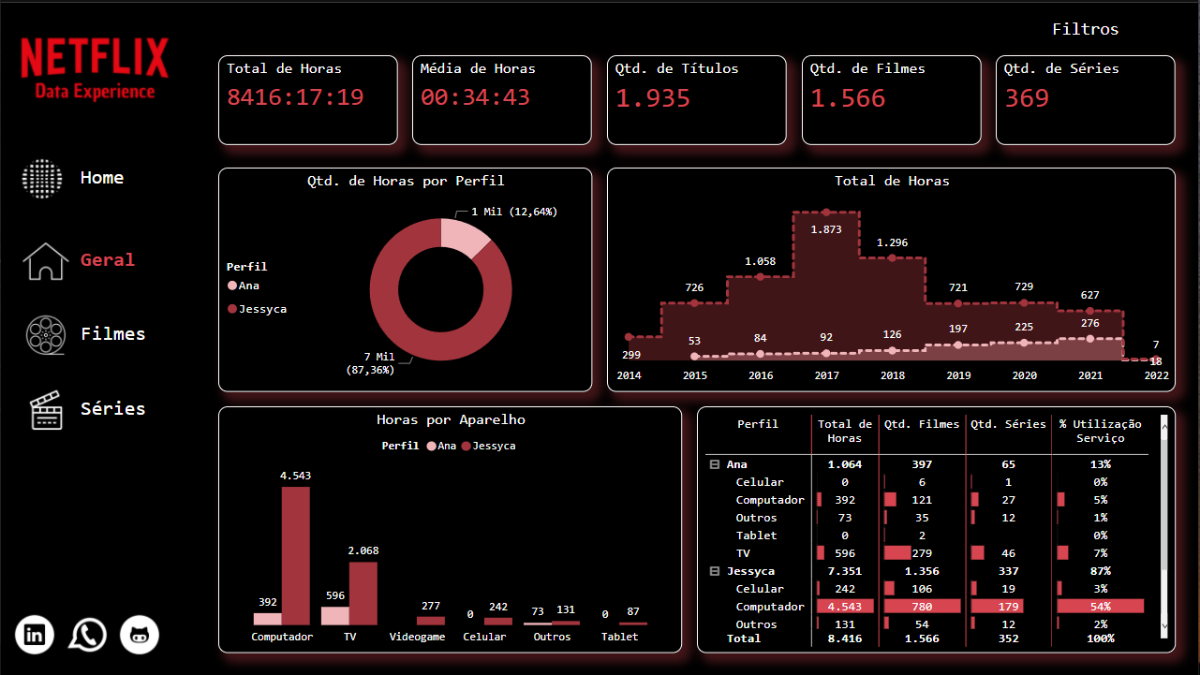 NETFLIX
Data Experience
Filtros
Total de Horas
8416:17:19
Média de Horas
00:34:43
Qtd. de Títulos
1.935
Qtd. de Filmes
1.566
Qtd. de Séries
369
Home
Geral
Filmes
Séries
in
Qtd. de Horas por Perfil
1 Mil (12,64%)
Perfil
Ana
Jessyca
7 Mil
(87,36%)
Total de Horas
1.873
1.296
1.058
726
721
729
627
299
53
84
92
126
197
225
276
7
18
2014 2015 2016 2017 2018 2019 2020 2021 2022
Horas por Aparelho
Perfil Ana Jessyca
4.543
2.068
392
596
277
0 242
73 131
0 87
Computador TV Videogame Celular Outros Tablet
Perfil Total de Horas Qtd. Filmes Qtd. Séries % Utilização Serviço
Ana 1.064 397 65 13%
Celular 0 6 1 0%
Computador 392 121 27 5%
Outros 73 35 12 1%
Tablet 0 2 0%
TV 596 279 46 7%
Jessyca 7.351 1.356 337 87%
Celular 242 106 19 3%
Computador 4.543 780 179 54%
Outros 131 54 12 2%
Total 8.416 1.566 352 100%